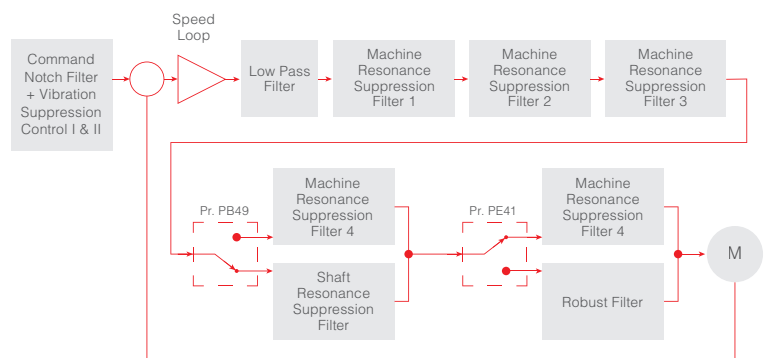 Speed
Loop
Command
Notch Filter
+ Vibration
Suppression
Control I & II
Low Pass
Filter
Machine
Resonance
Suppression
Filter 1
Machine
Resonance
Suppression
Filter 2
Machine
Resonance
Suppression
Filter 3
Pr. PB49
Machine
Resonance
Suppression
Filter 4
Shaft
Resonance
Suppression
Filter
Pr. PE41
Machine
Resonance
Suppression
Filter 4
Robust Filter
M